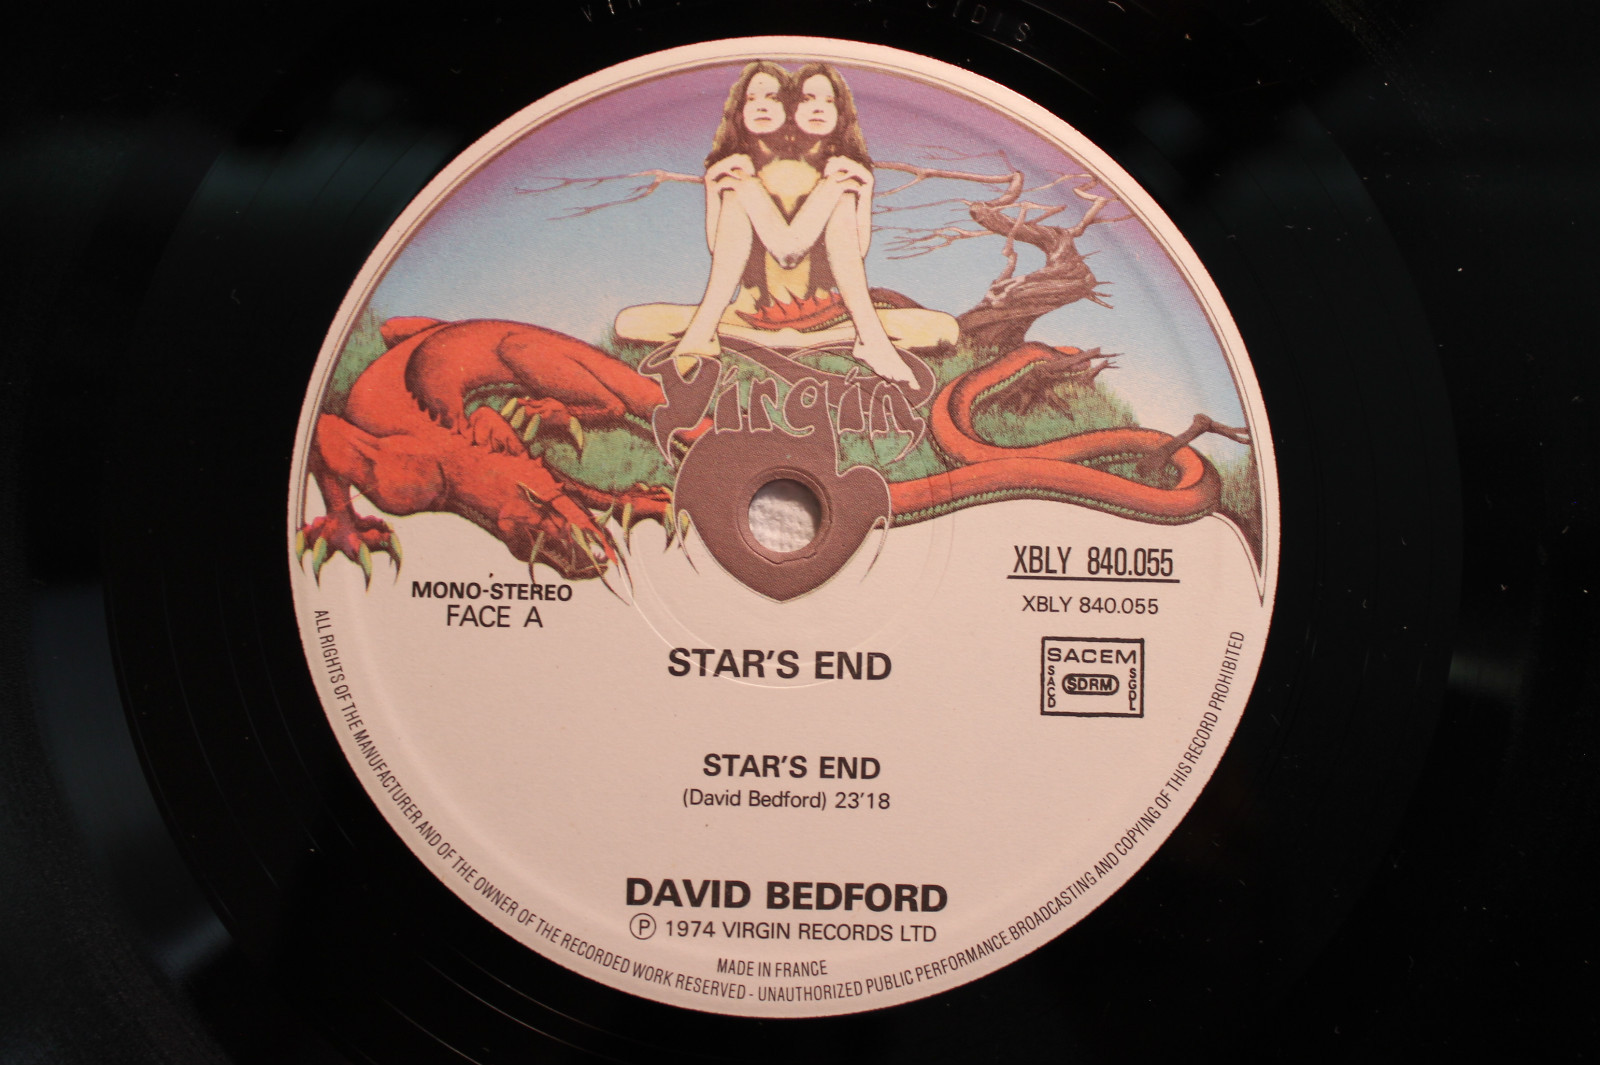 Virgin
MONO-STEREO
FACE A
XBLY 840.055
XBLY 840.055
SACEM
SACD
SDRM
SGDL
STAR'S END
STAR'S END
(David Bedford) 23'18
DAVID BEDFORD
Ⓟ 1974 VIRGIN RECORDS LTD
MADE IN FRANCE
ALL RIGHTS OF THE MANUFACTURER AND OF THE OWNER OF THE RECORDED WORK RESERVED - UNAUTHORIZED PUBLIC PERFORMANCE-BROADCASTING AND COPYING OF THIS RECORD PROHIBITED